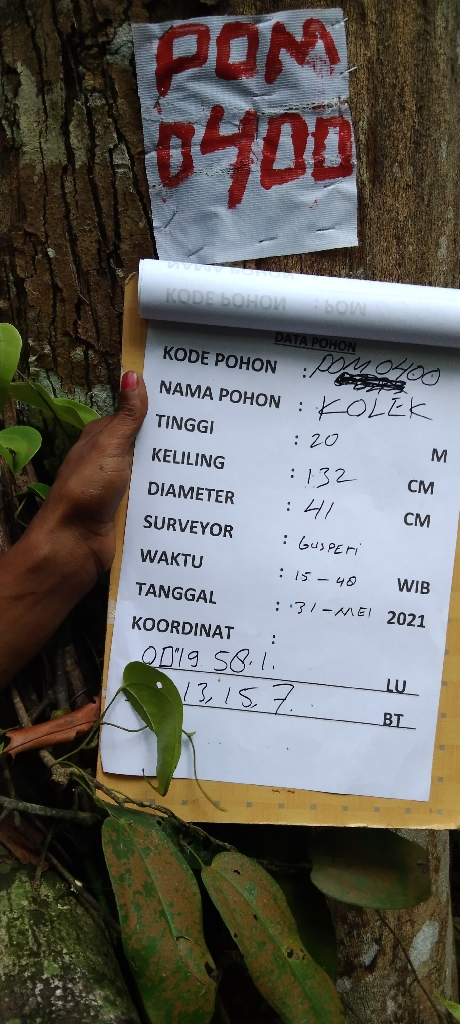 POM
0400
KODE POHON : POM
DATA POHON
KODE POHON : POM 0400
NAMA POHON : KOLEK
TINGGI : 20 M
KELILING : 132 CM
DIAMETER : 41 CM
SURVEYOR : GUSPERI
WAKTU : 15-40 WIB
TANGGAL : 31-MEI 2021
KOORDINAT :
0019 58.1. LU
13,15,7. BT